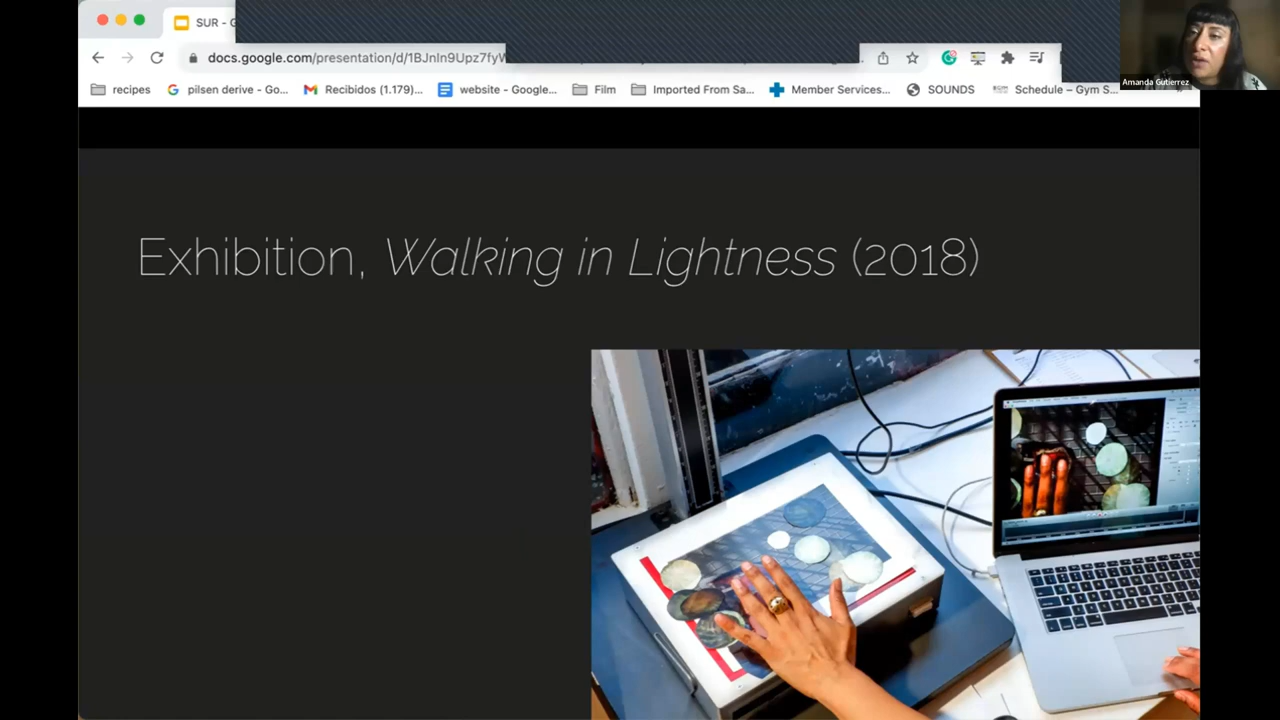 SUR - G
docs.google.com/presentation/d/1BJnIn9Upz7fyW
recipes
pilsen derive - Go...
Recibidos (1.179)...
website - Google...
Film
Imported From Sa...
Member Services...
SOUNDS
Schedule – Gym S...
Amanda Gutierrez
Exhibition, Walking in Lightness (2018)